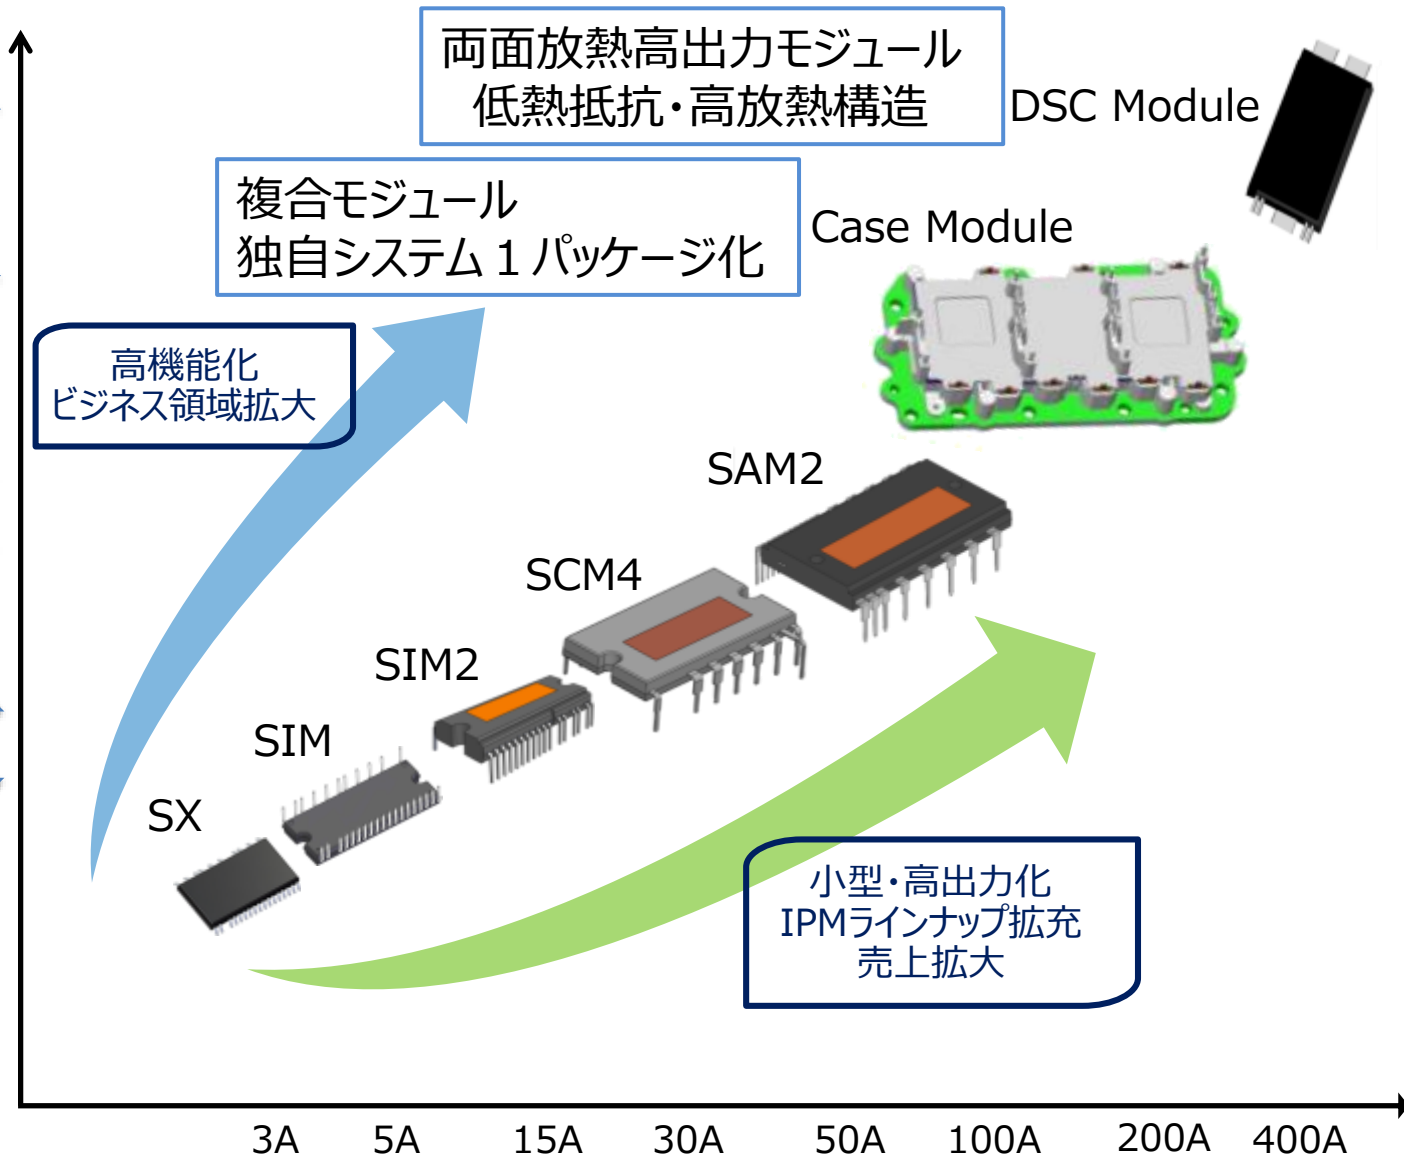 両面放熱高出力モジュール
低熱抵抗・高放熱構造
DSC Module
複合モジュール
独自システム１パッケージ化
Case Module
高機能化
ビジネス領域拡大
SAM2
SCM4
SIM2
SIM
SX
小型・高出力化
IPMラインナップ拡充
売上拡大
3A 5A 15A 30A 50A 100A 200A 400A